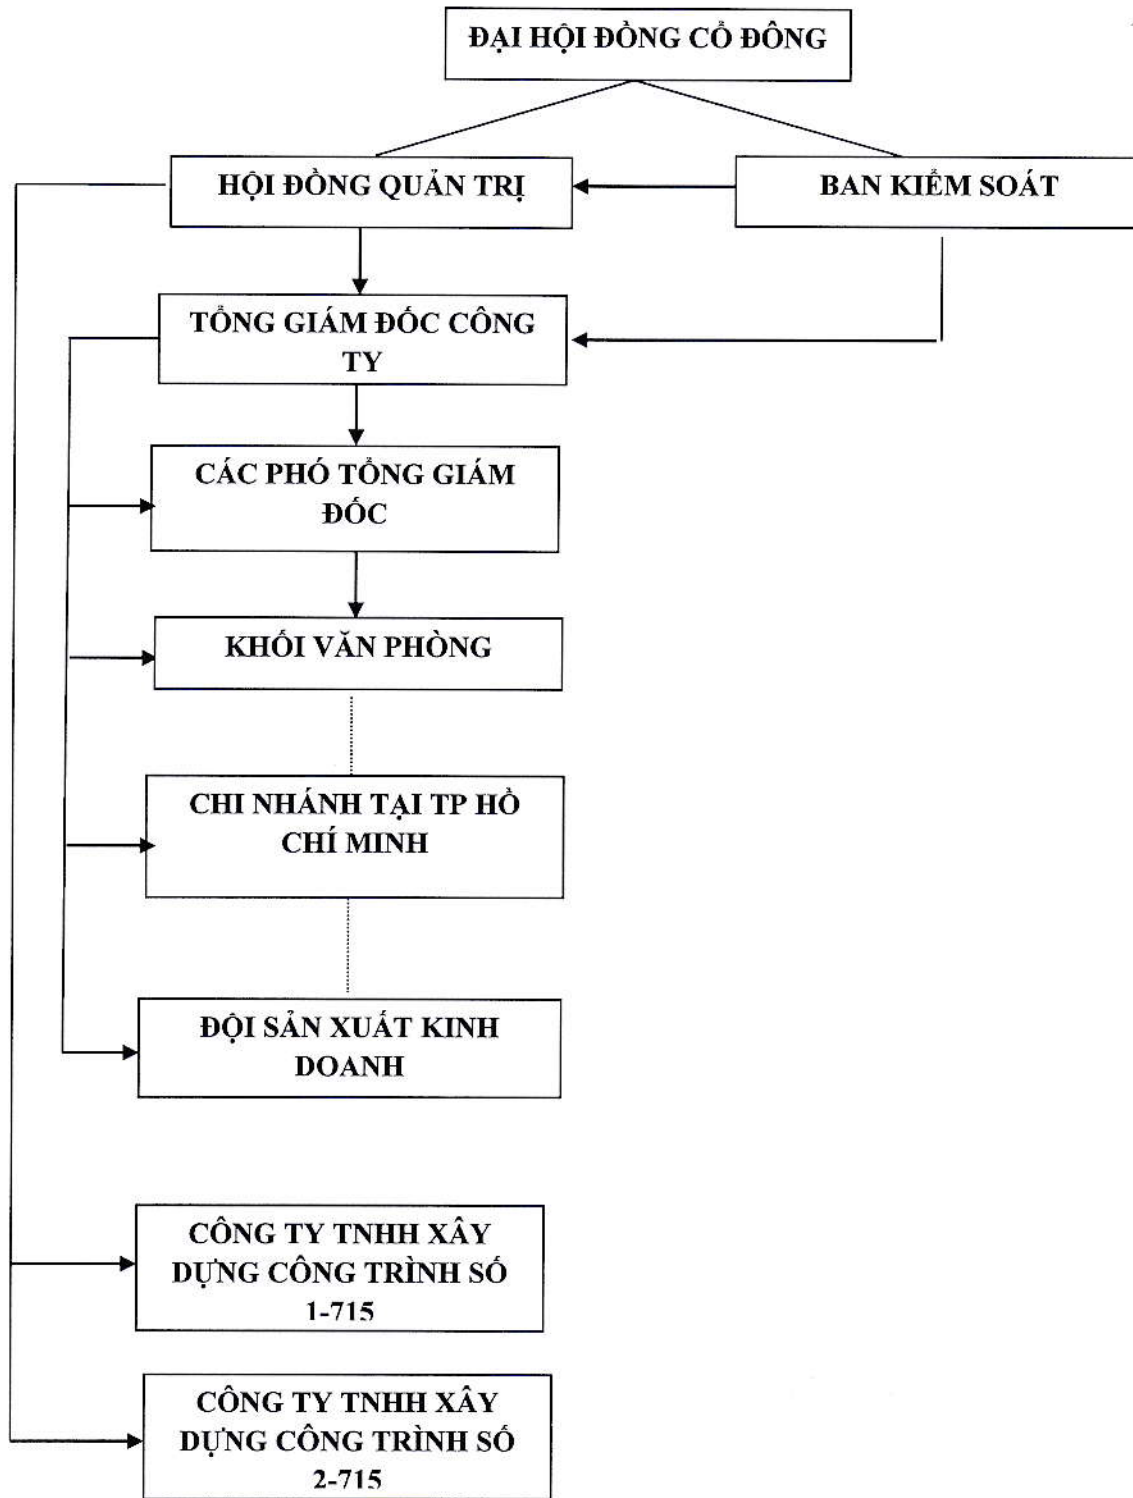 ĐẠI HỘI ĐỒNG CỔ ĐÔNG
HỘI ĐỒNG QUẢN TRỊ
BAN KIỂM SOÁT
TỔNG GIÁM ĐỐC CÔNG
TY
CÁC PHÓ TỔNG GIÁM
ĐỐC
KHỐI VĂN PHÒNG
CHI NHÁNH TẠI TP HỒ
CHÍ MINH
ĐỘI SẢN XUẤT KINH
DOANH
CÔNG TY TNHH XÂY
DỰNG CÔNG TRÌNH SỐ
1-715
CÔNG TY TNHH XÂY
DỰNG CÔNG TRÌNH SỐ
2-715